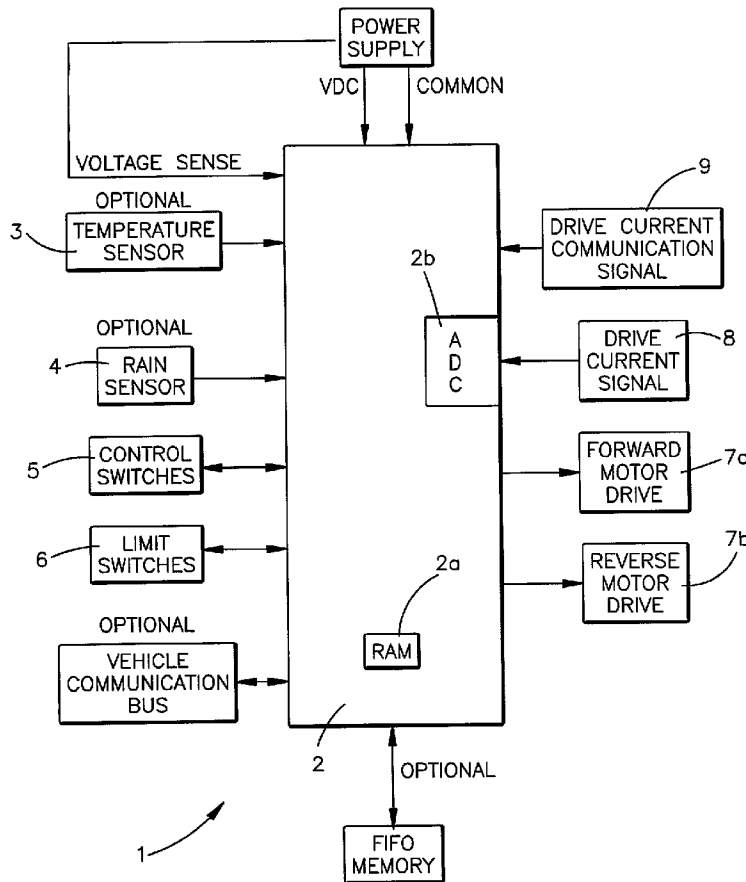 POWER
SUPPLY
VDC
COMMON
VOLTAGE SENSE
OPTIONAL
3
TEMPERATURE
SENSOR
9
DRIVE CURRENT
COMMUNICATION
SIGNAL
2b
A
D
C
OPTIONAL
4
RAIN
SENSOR
8
DRIVE
CURRENT
SIGNAL
5
CONTROL
SWITCHES
FORWARD
MOTOR
DRIVE
7a
6
LIMIT
SWITCHES
REVERSE
MOTOR
DRIVE
7b
2a
RAM
OPTIONAL
VEHICLE
COMMUNICATION
BUS
2
OPTIONAL
1
FIFO
MEMORY